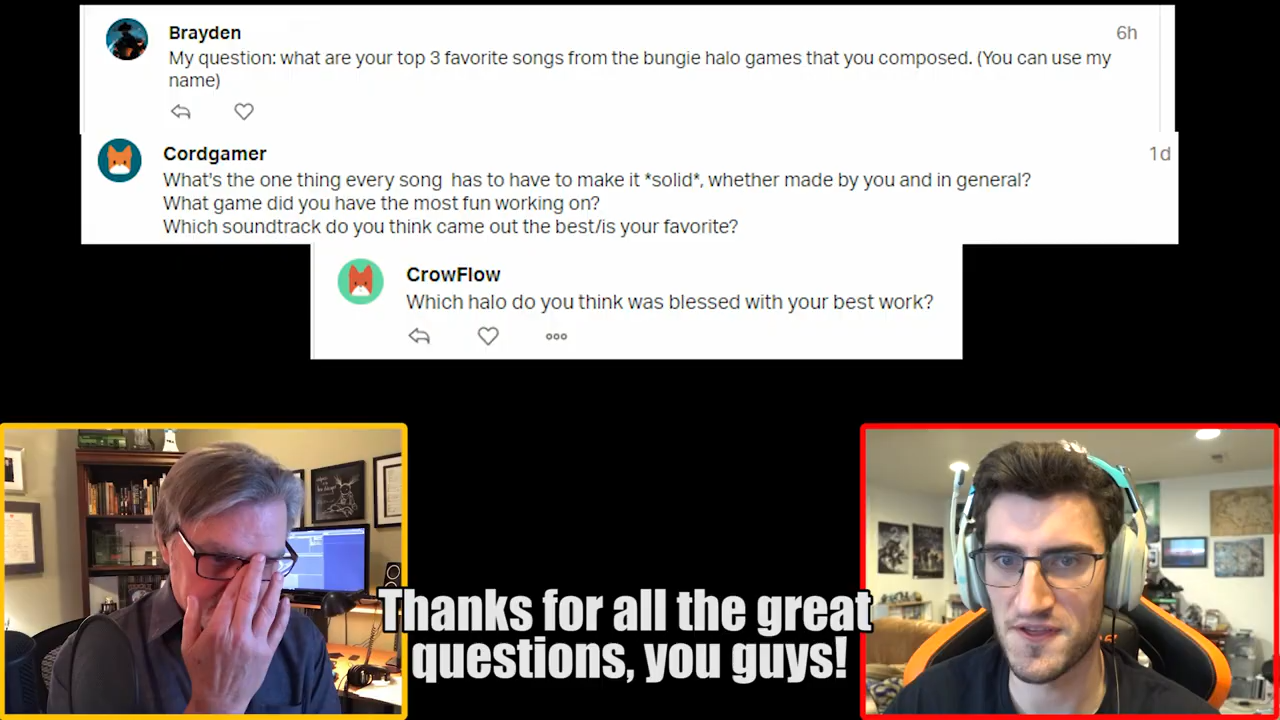 Brayden
6h
My question: what are your top 3 favorite songs from the bungie halo games that you composed. (You can use my
name)
Cordgamer
1d
What's the one thing every song has to have to make it *solid*, whether made by you and in general?
What game did you have the most fun working on?
Which soundtrack do you think came out the best/is your favorite?
CrowFlow
Which halo do you think was blessed with your best work?
Thanks for all the great
questions, you guys!